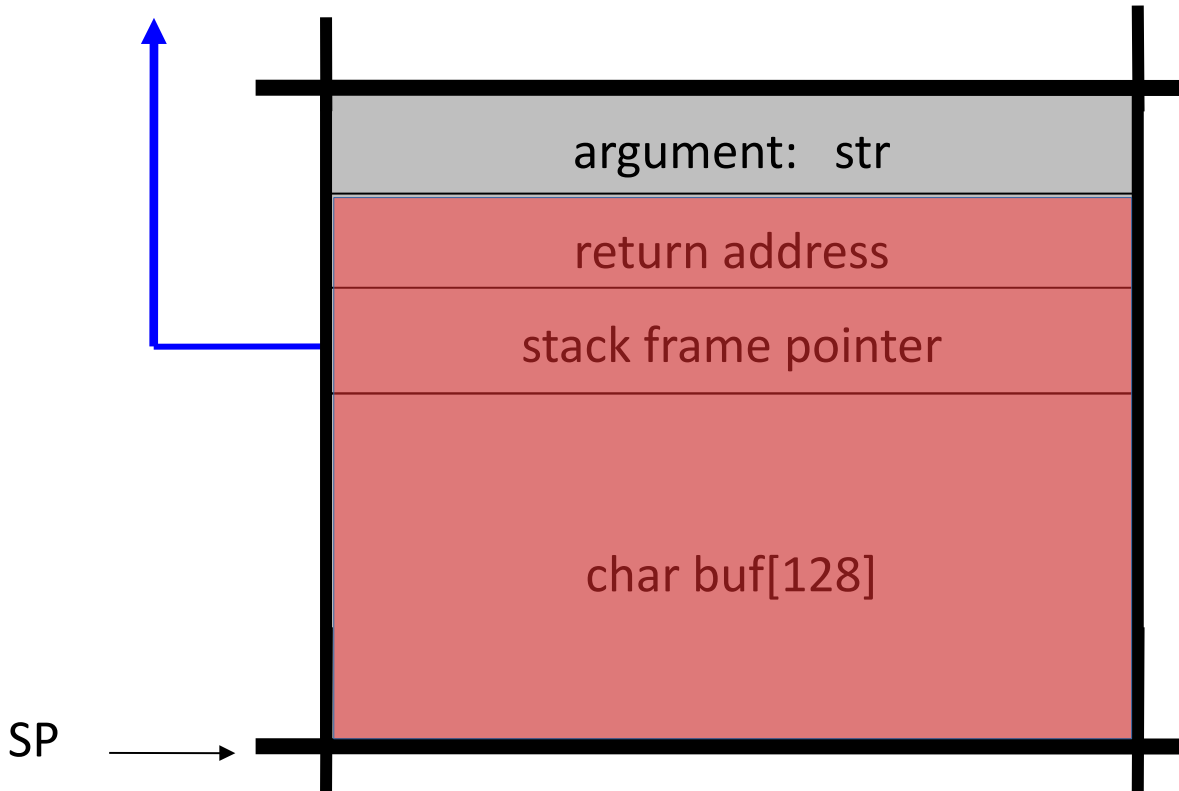 argument: str
return address
stack frame pointer
char buf[128]
SP